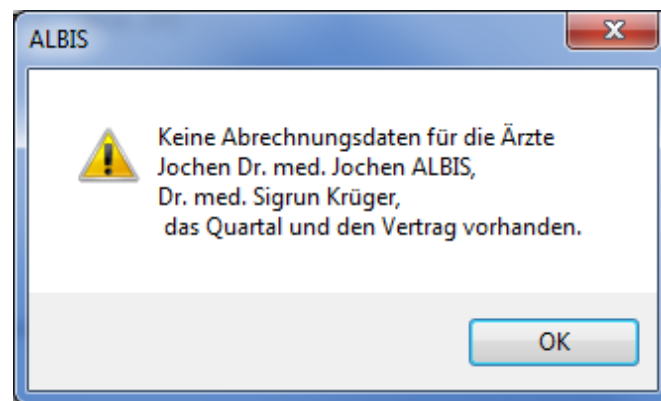 ALBIS
Keine Abrechnungsdaten für die Ärzte
Jochen Dr. med. Jochen ALBIS,
Dr. med. Sigrun Krüger,
das Quartal und den Vertrag vorhanden.
OK